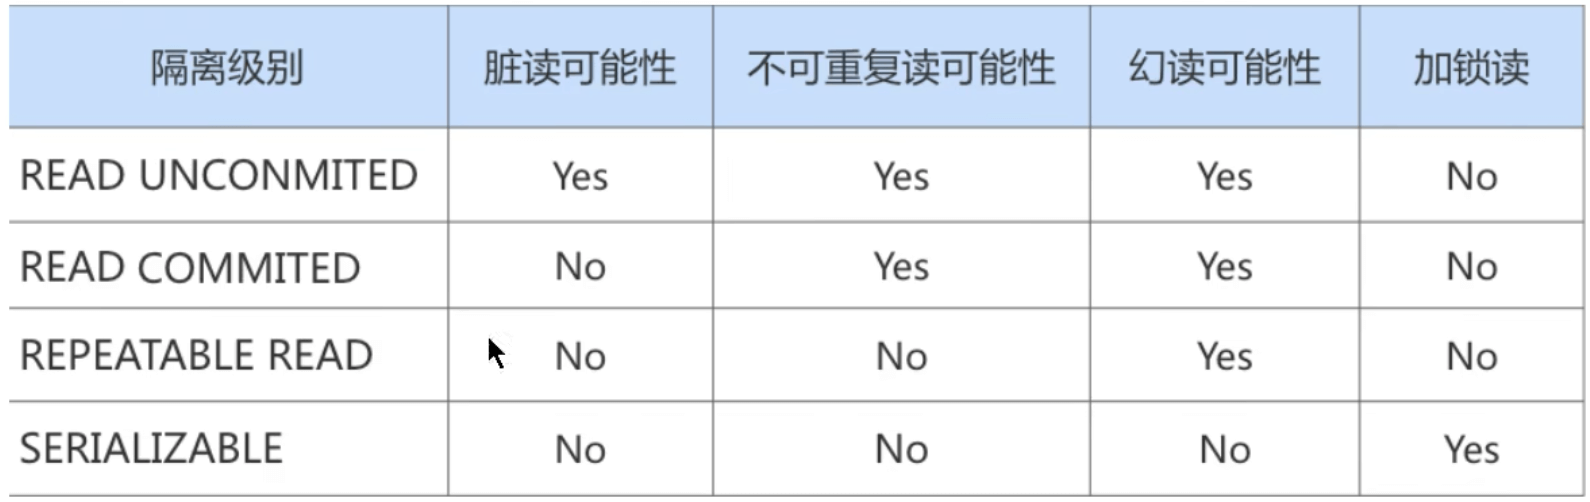 隔离级别 脏读可能性 不可重复读可能性 幻读可能性 加锁读
READ UNCONMITED Yes Yes Yes No
READ COMMITED No Yes Yes No
REPEATABLE READ No No Yes No
SERIALIZABLE No No No Yes